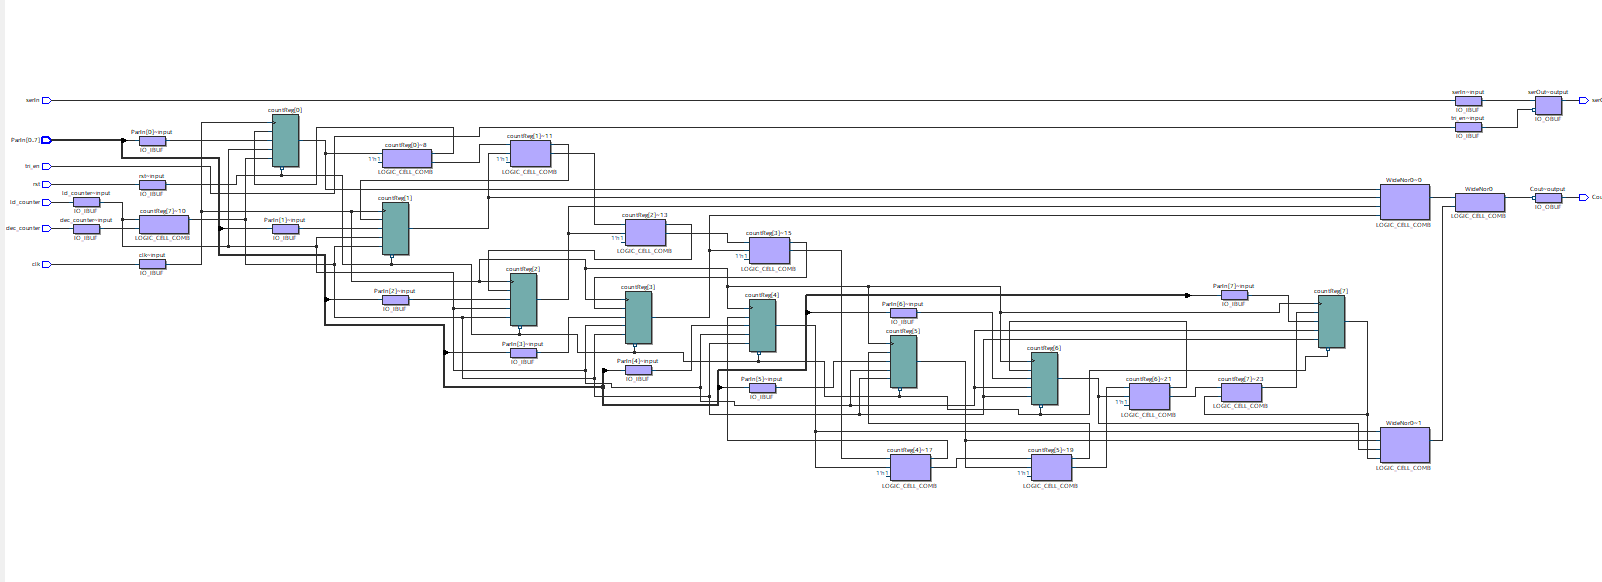 serIn
ParIn[0..7]
tri_en
rst
ld_counter
dec_counter
clk
ParIn[0]~input
IO_IBUF
rst~input
IO_IBUF
ld_counter~input
IO_IBUF
dec_counter~input
IO_IBUF
countReg[7]~10
LOGIC_CELL_COMB
clk~input
IO_IBUF
countReg[0]
ParIn[1]~input
IO_IBUF
countReg[0]~8
1'h1
LOGIC_CELL_COMB
countReg[1]
ParIn[2]~input
IO_IBUF
countReg[1]~11
1'h1
LOGIC_CELL_COMB
countReg[2]
ParIn[3]~input
IO_IBUF
countReg[2]~13
1'h1
LOGIC_CELL_COMB
countReg[3]
ParIn[4]~input
IO_IBUF
countReg[3]~15
1'h1
LOGIC_CELL_COMB
countReg[4]
ParIn[5]~input
IO_IBUF
ParIn[6]~input
IO_IBUF
countReg[5]
countReg[4]~17
1'h1
LOGIC_CELL_COMB
countReg[6]
countReg[5]~19
1'h1
LOGIC_CELL_COMB
countReg[6]~21
1'h1
LOGIC_CELL_COMB
ParIn[7]~input
IO_IBUF
countReg[7]~23
LOGIC_CELL_COMB
countReg[7]
WideNor0~0
LOGIC_CELL_COMB
WideNor0~1
LOGIC_CELL_COMB
serIn~input
IO_IBUF
tri_en~input
IO_IBUF
WideNor0
LOGIC_CELL_COMB
serOut~output
IO_OBUF
Cout~output
IO_OBUF